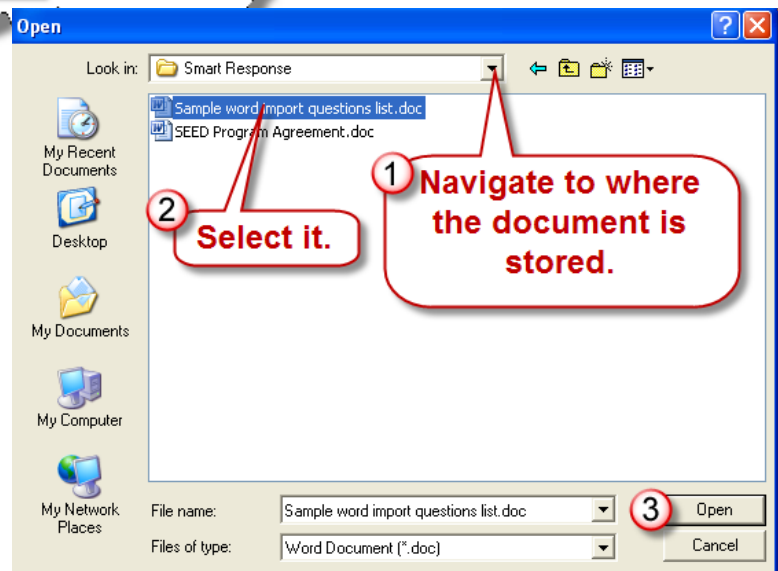 Open
Look in:
Smart Response
Sample word import questions list.doc
SEED Program Agreement.doc
My Recent
Documents
Desktop
My Documents
My Computer
My Network
Places
1
Navigate to where
the document is
stored.
2
Select it.
File name:
Sample word import questions list.doc
3
Open
Files of type:
Word Document (*.doc)
Cancel